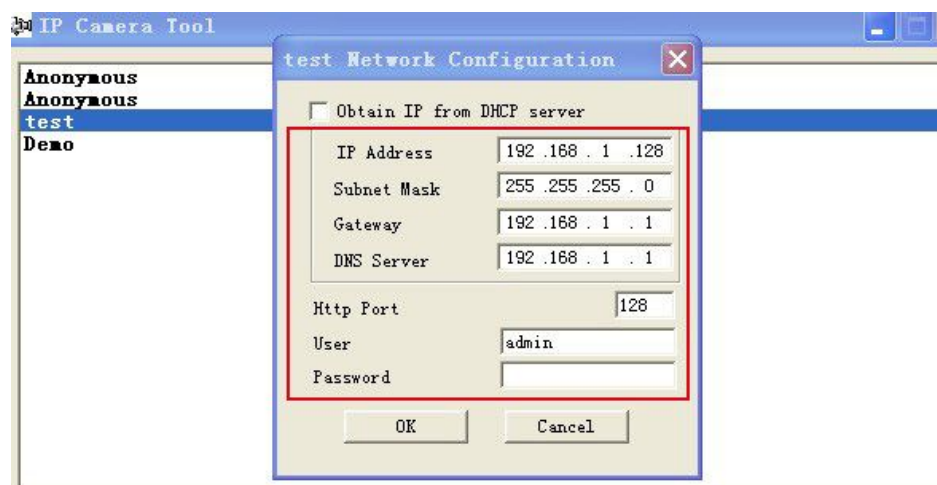 IP Camera Tool
Anonymous
Anonymous
test
Demo
test Network Configuration
Obtain IP from DHCP server
IP Address 192 .168 . 1 .128
Subnet Mask 255 .255 .255 . 0
Gateway 192 .168 . 1 . 1
DNS Server 192 .168 . 1 . 1
Http Port 128
User admin
Password
OK Cancel